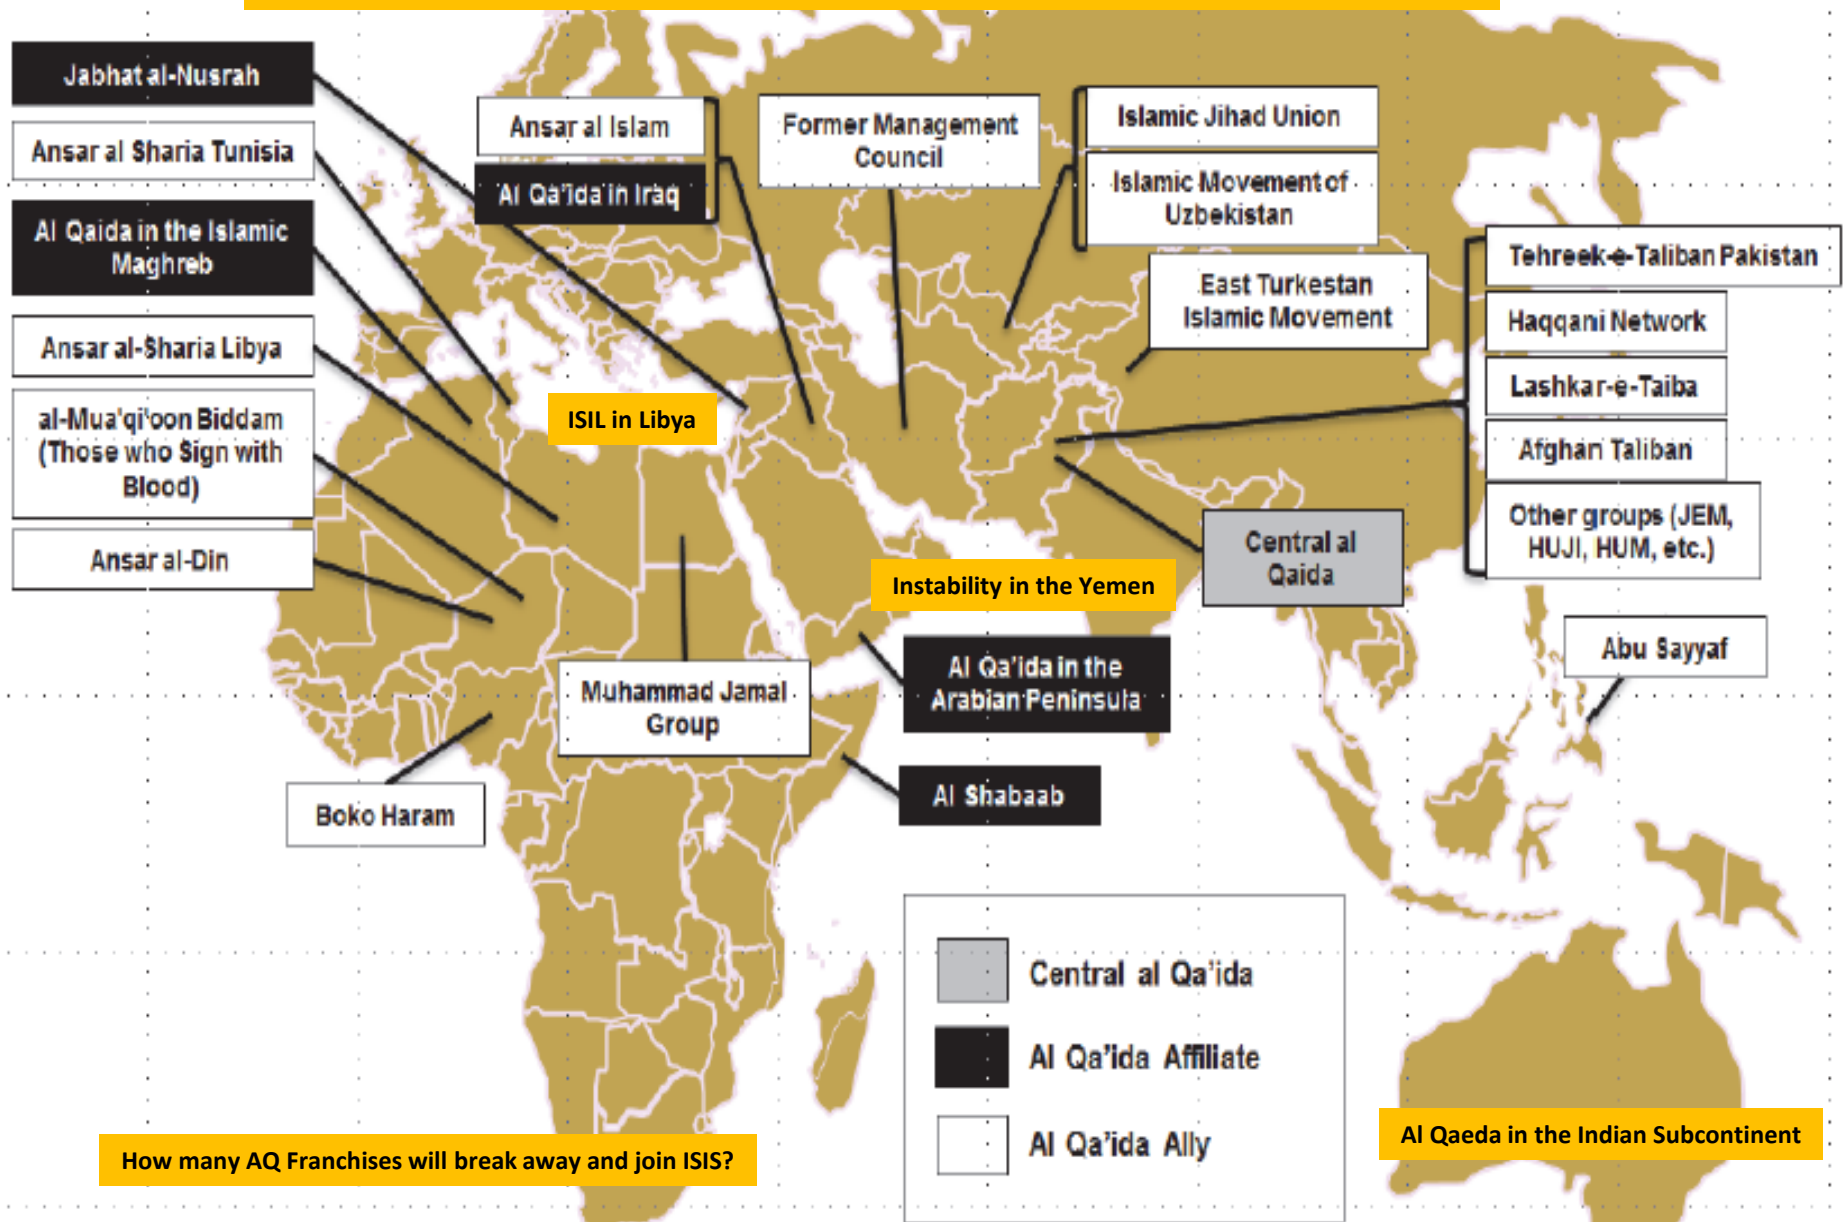 Jabhat al-Nusrah
Ansar al Sharia Tunisia
Al Qaida in the Islamic
Maghreb
Ansar al-Sharia Libya
al-Mua'qi'oon Biddam
(Those who Sign with
Blood)
Ansar al-Din
Ansar al Islam
Al Qa'ida in Iraq
Former Management
Council
Islamic Jihad Union
Islamic Movement of
Uzbekistan
East Turkestan
Islamic Movement
Tehreek-e-Taliban Pakistan
Haqqani Network
Lashkar-e-Taiba
Afghan Taliban
Other groups (JEM,
HUJI, HUM, etc.)
ISIL in Libya
Central al
Qaida
Instability in the Yemen
Abu Sayyaf
Al Qa'ida in the
Arabian Peninsula
Muhammad Jamal
Group
Al Shabaab
Boko Haram
Central al Qa'ida
Al Qa'ida Affiliate
Al Qa'ida Ally
How many AQ Franchises will break away and join ISIS?
Al Qaeda in the Indian Subcontinent